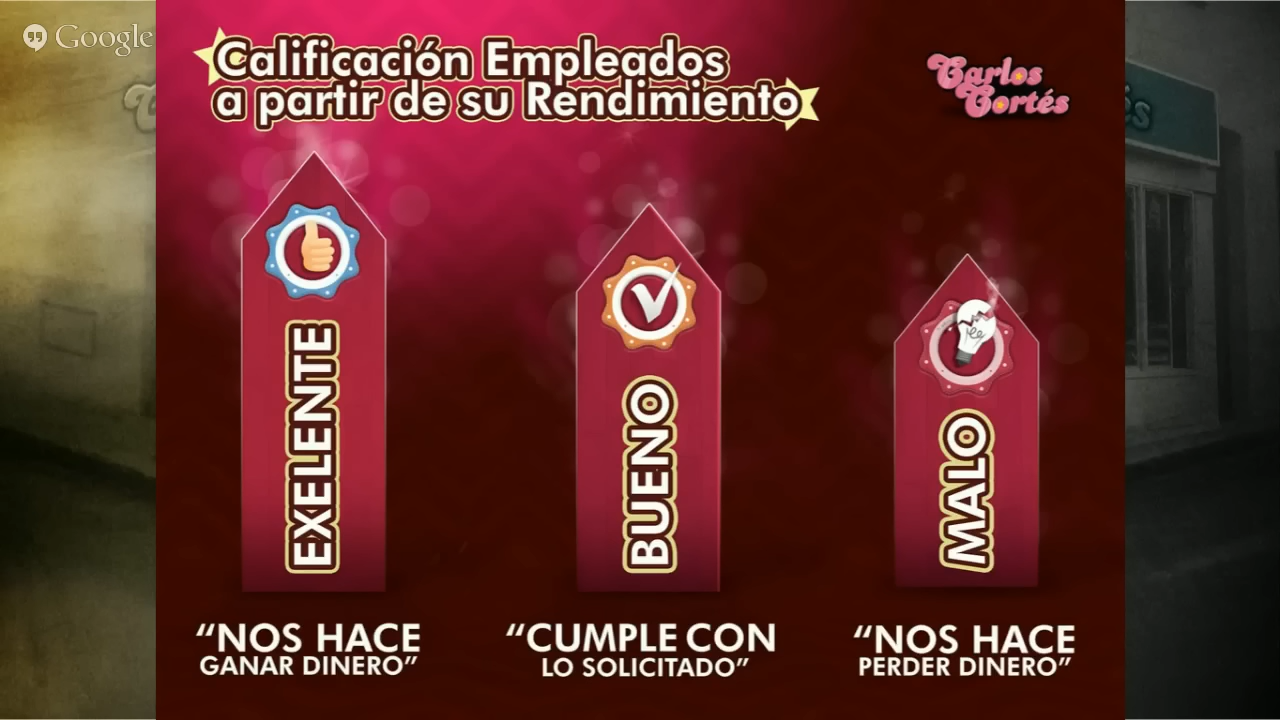 Google
Calificación Empleados
a partir de su Rendimiento
Carlos
Cortés
EXELENTE
BUENO
MALO
“NOS HACE
GANAR DINERO”
“CUMPLE CON
LO SOLICITADO”
“NOS HACE
PERDER DINERO”